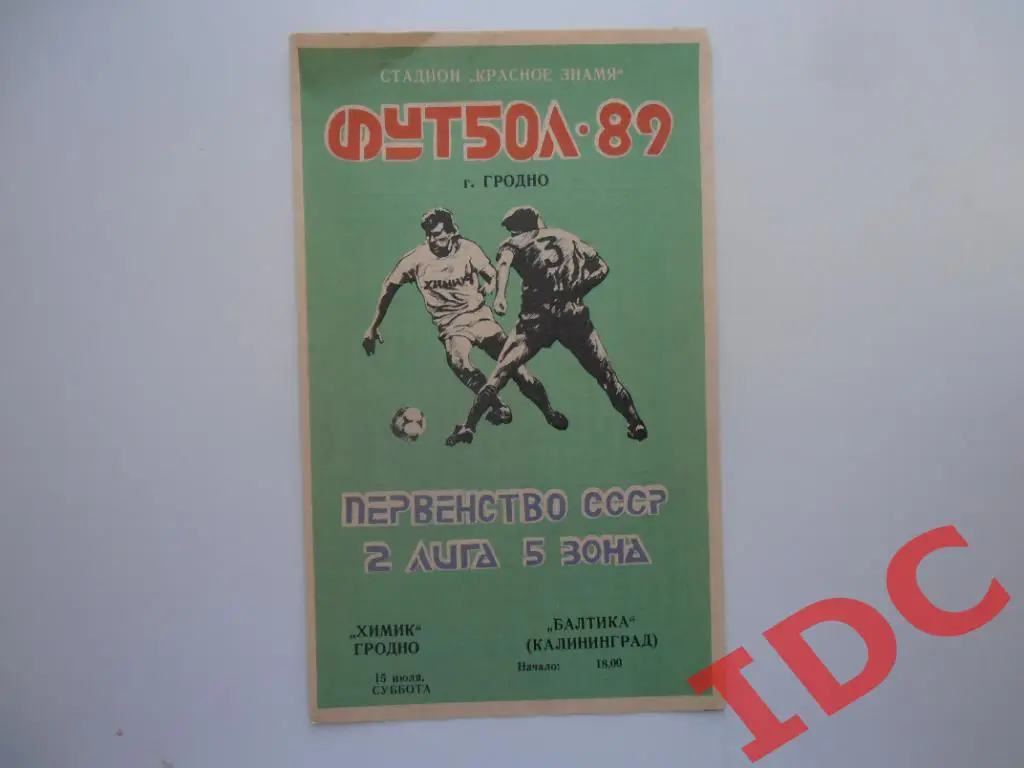 СТАДИОН „КРАСНОЕ ЗНАМЯ"
ФУТБОЛ·89
г. ГРОДНО
ХИМИК
3
ПЕРВЕНСТВО СССР
2 ЛИГА 5 ЗОНА
„ХИМИК"
ГРОДНО
15 июля,
СУББОТА
„БАЛТИКА"
(КАЛИНИНГРАД)
Начало: 18.00
IDC